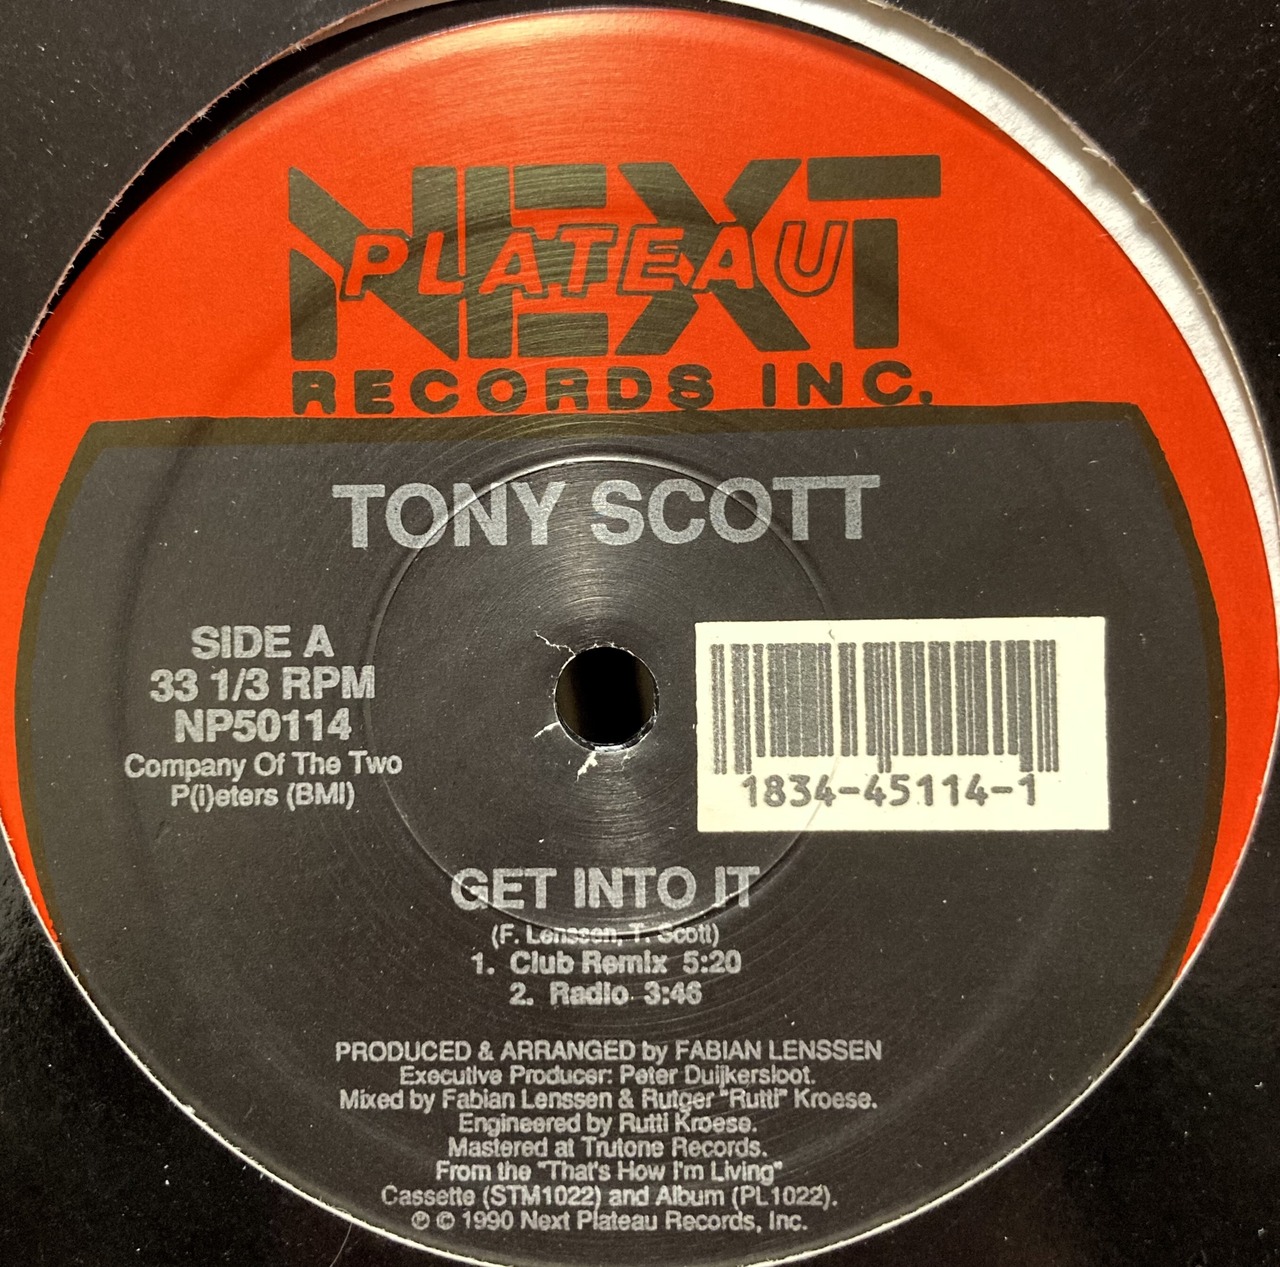 NEXT
PLATEAU
RECORDS INC.
TONY SCOTT
SIDE A
33 1/3 RPM
NP50114
Company Of The Two
P(i)eters (BMI)
1834-45114-1
GET INTO IT
(F. Lenssen, T. Scott)
1. Club Remix 5:20
2. Radio 3:46
PRODUCED & ARRANGED by FABIAN LENSSEN
Executive Producer: Peter Duijkersloot.
Mixed by Fabian Lenssen & Rutger "Rutti" Kroese.
Engineered by Rutti Kroese.
Mastered at Trutone Records.
From the "That's How I'm Living"
Cassette (STM1022) and Album (PL1022).
℗ © 1990 Next Plateau Records, Inc.